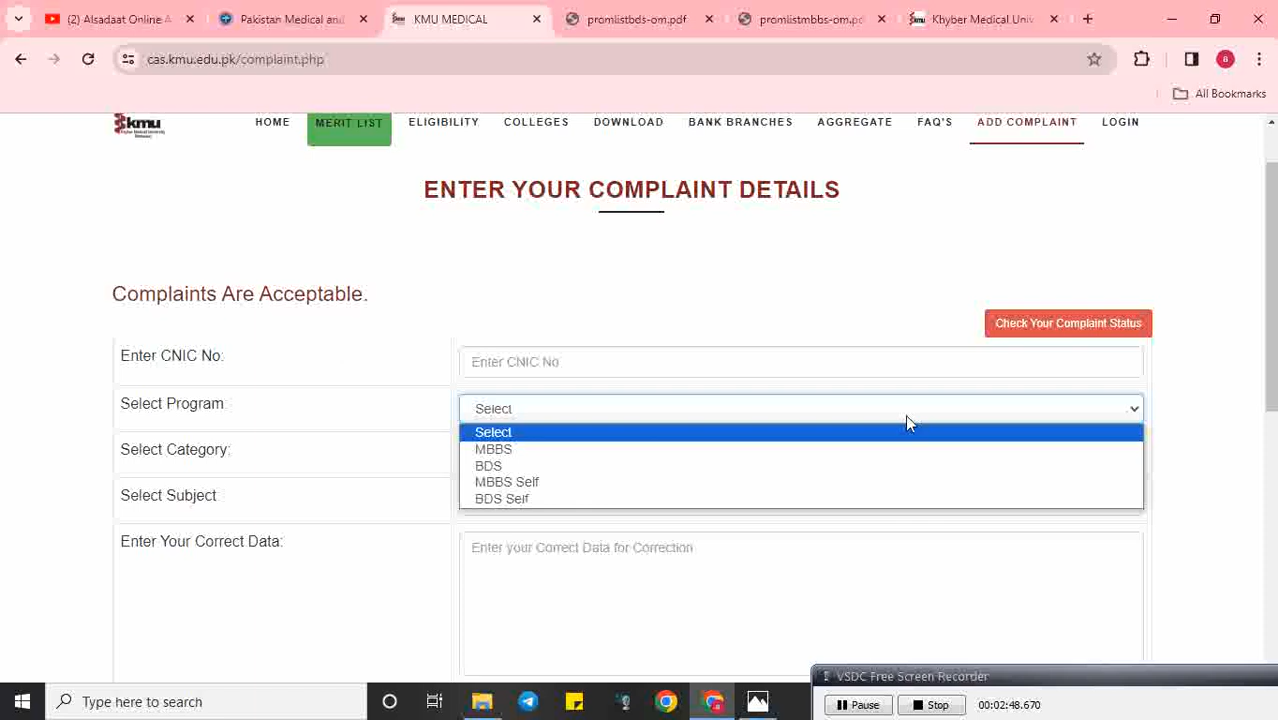 (2) Alsadaat Online A
Pakistan Medical and
KMU MEDICAL
promlistbds-om.pdf
promlistmbbs-om.pd
Khyber Medical Univ
cas.kmu.edu.pk/complaint.php
a
All Bookmarks
kmu
HOME
MERIT LIST
ELIGIBILITY
COLLEGES
DOWNLOAD
BANK BRANCHES
AGGREGATE
FAQ'S
ADD COMPLAINT
LOGIN
ENTER YOUR COMPLAINT DETAILS
Complaints Are Acceptable.
Check Your Complaint Status
Enter CNIC No.
Enter CNIC No
Select Program:
Select
Select
MBBS
Select Category:
BDS
MBBS Self
Select Subject
BDS Self
Enter Your Correct Data:
Enter your Correct Data for Correction
VSDC Free Screen Recorder
Type here to search
Pause
Stop
00:02:48.670